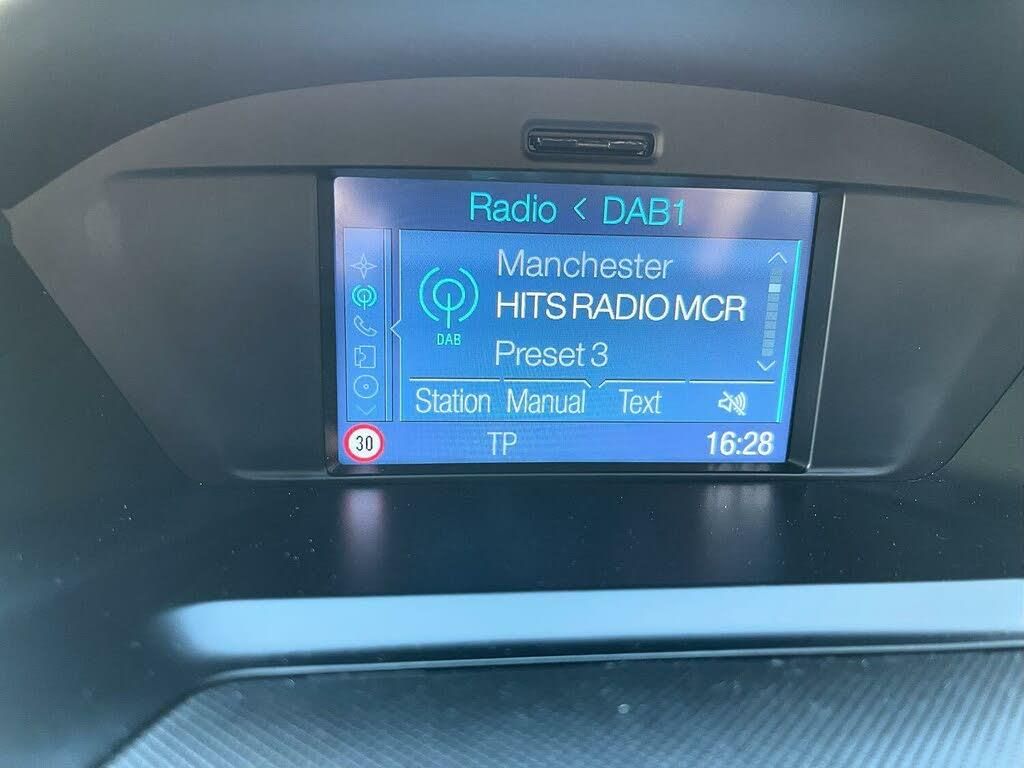 Radio < DAB1
Manchester
HITS RADIO MCR
DAB
Preset 3
Station Manual Text
30 TP 16:28